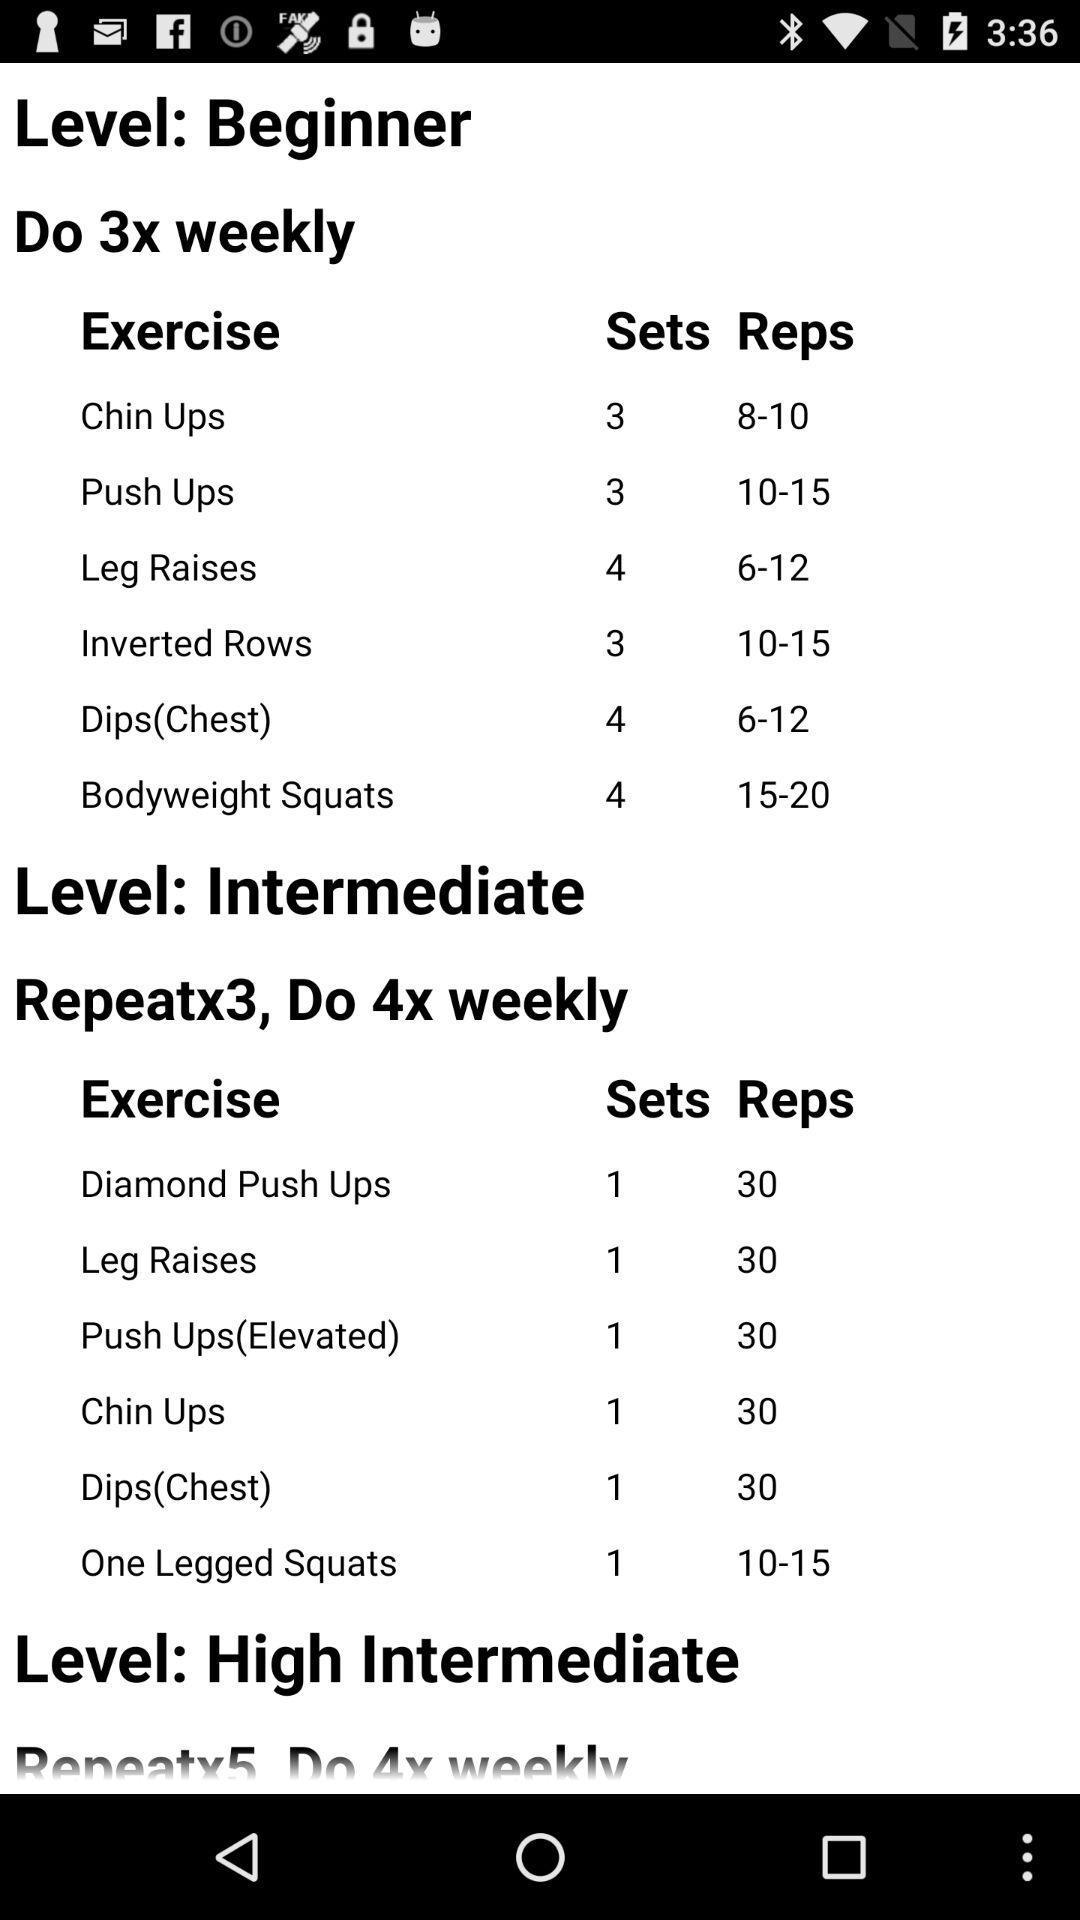 FAKE
3:36
Level: Beginner
Do 3x weekly
Exercise Sets Reps
Chin Ups 3 8-10
Push Ups 3 10-15
Leg Raises 4 6-12
Inverted Rows 3 10-15
Dips(Chest) 4 6-12
Bodyweight Squats 4 15-20
Level: Intermediate
Repeatx3, Do 4x weekly
Exercise Sets Reps
Diamond Push Ups 1 30
Leg Raises 1 30
Push Ups(Elevated) 1 30
Chin Ups 1 30
Dips(Chest) 1 30
One Legged Squats 1 10-15
Level: High Intermediate
Repeatx5, Do 4x weekly